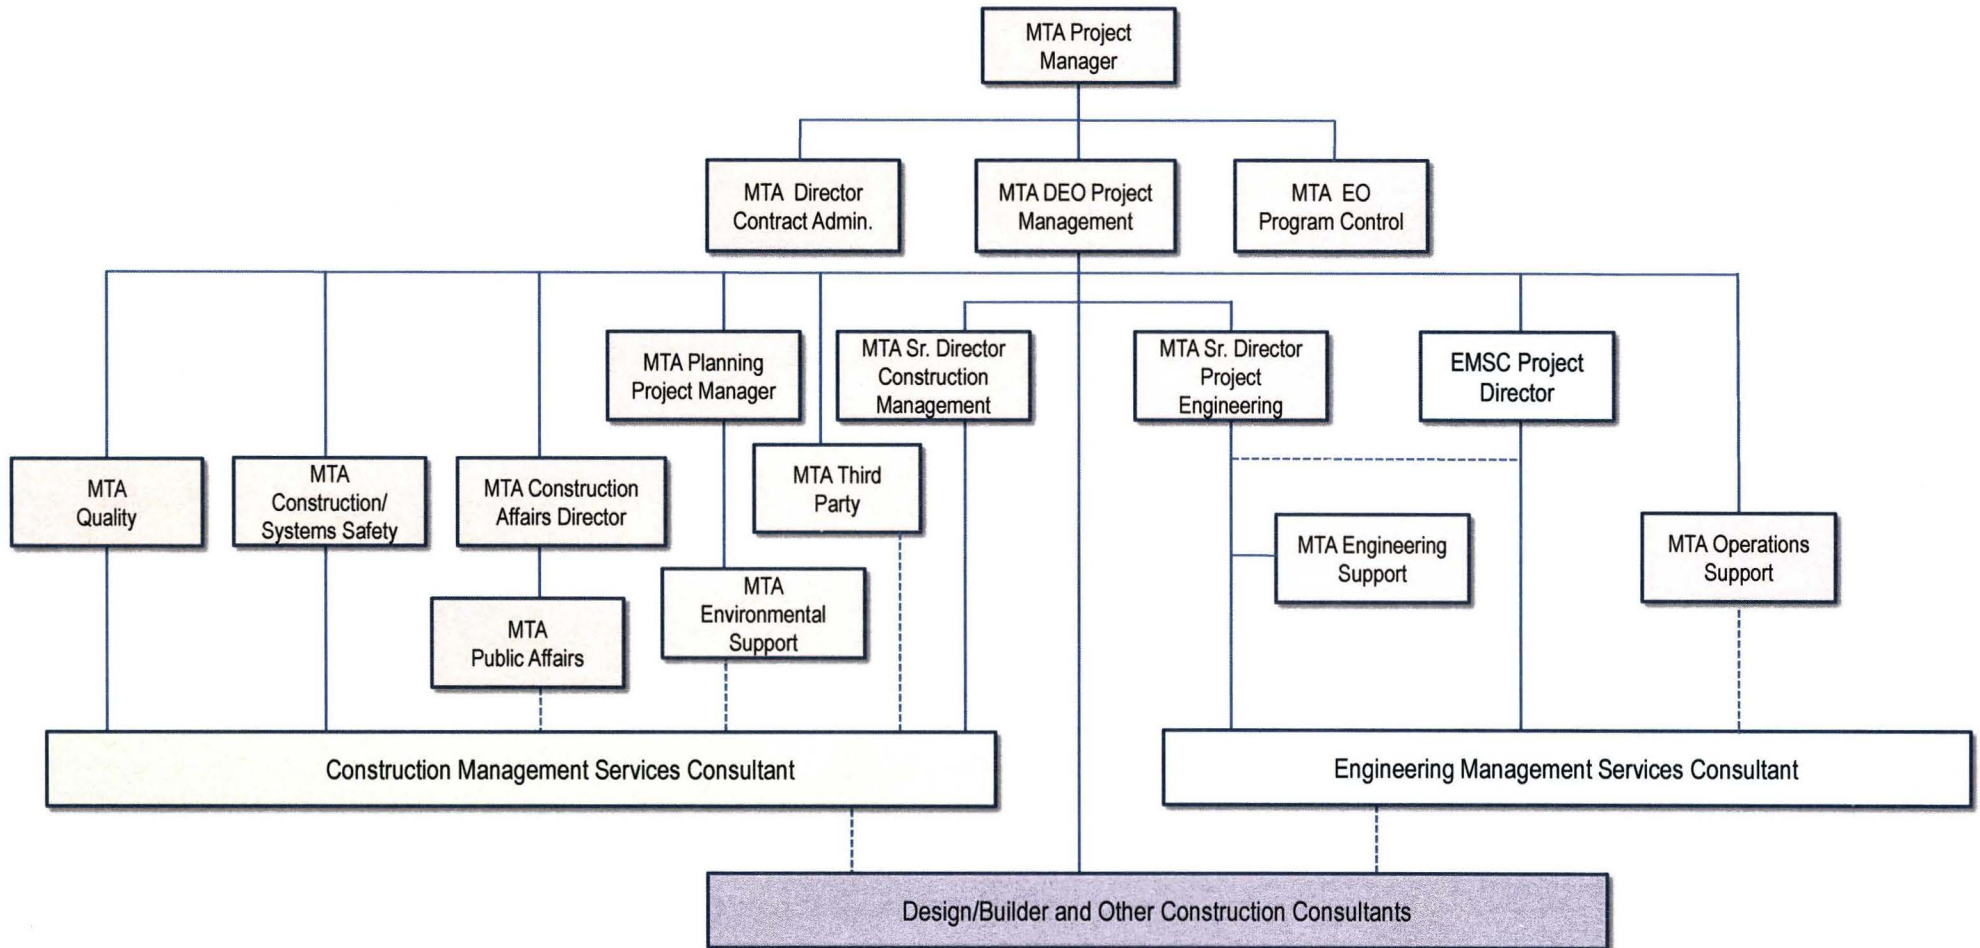 MTA Project
Manager
MTA Director
Contract Admin.
MTA DEO Project
Management
MTA EO
Program Control
MTA Planning
Project Manager
MTA Sr. Director
Construction
Management
MTA Sr. Director
Project
Engineering
EMSC Project
Director
MTA
Quality
MTA
Construction/
Systems Safety
MTA Construction
Affairs Director
MTA Third
Party
MTA Engineering
Support
MTA Operations
Support
MTA
Public Affairs
MTA
Environmental
Support
Construction Management Services Consultant
Engineering Management Services Consultant
Design/Builder and Other Construction Consultants